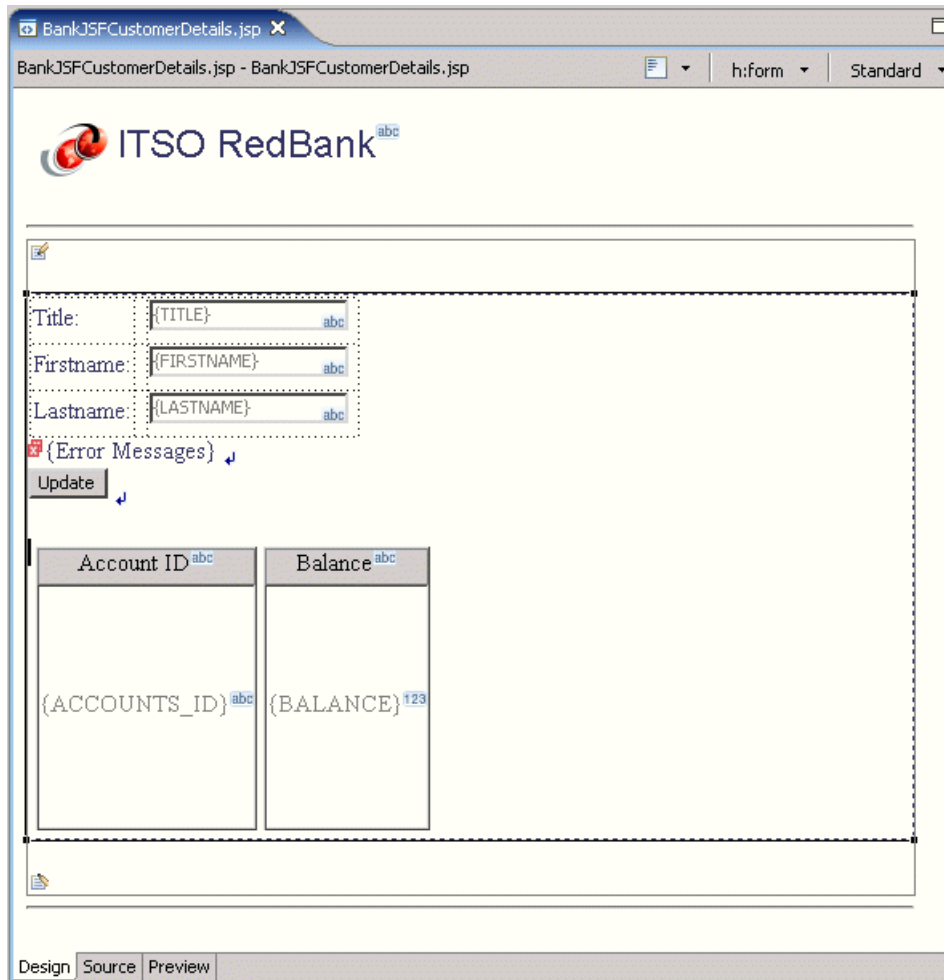 BankJSFCustomerDetails.jsp
BankJSFCustomerDetails.jsp - BankJSFCustomerDetails.jsp h:form Standard
ITSO RedBank abc
Title: {TITLE} abc
Firstname: {FIRSTNAME} abc
Lastname: {LASTNAME} abc
{Error Messages}
Update
Account ID abc Balance abc
{ACCOUNTS_ID} abc {BALANCE} 123
Design Source Preview